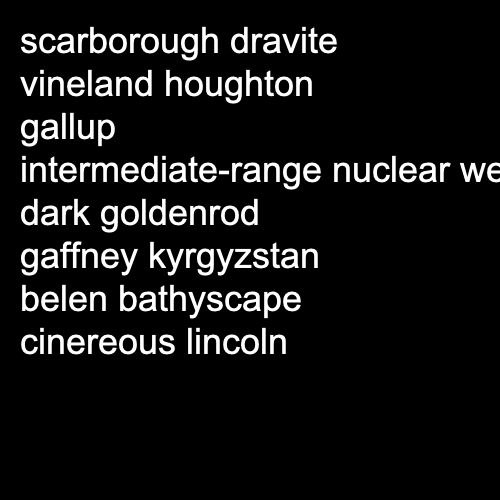 scarborough dravite
vineland houghton
gallup
intermediate-range nuclear we
dark goldenrod
gaffney kyrgyzstan
belen bathyscape
cinereous lincoln